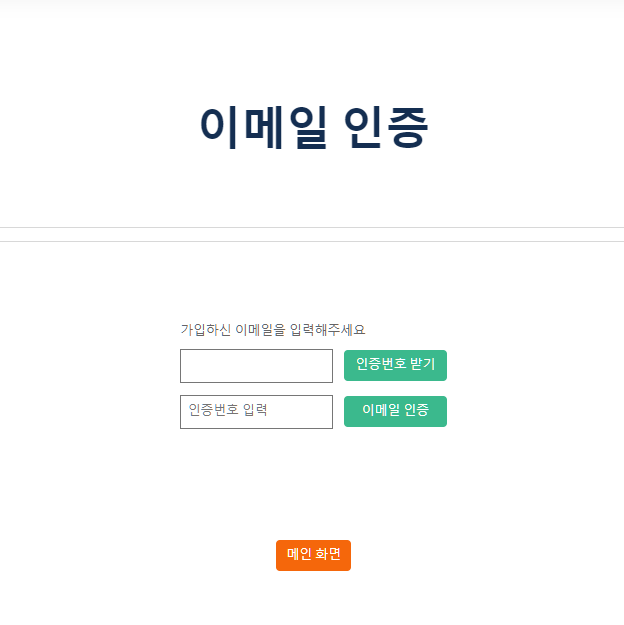 이메일 인증
가입하신 이메일을 입력해주세요
인증번호 받기
인증번호 입력
이메일 인증
메인 화면